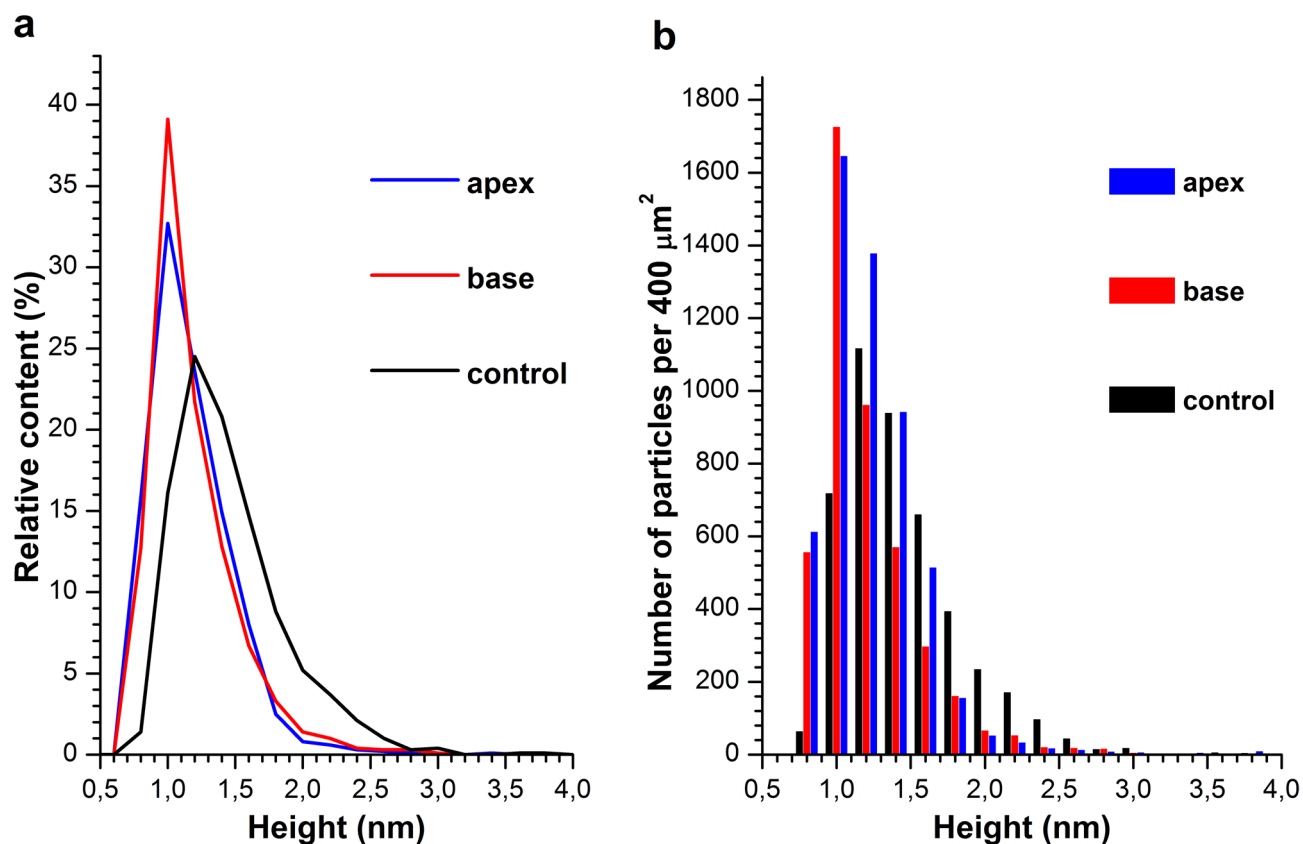 a
Relative content (%)
40
35
30
25
20
15
10
5
0
0,5 1,0 1,5 2,0 2,5 3,0 3,5 4,0
Height (nm)
apex
base
control
b
Number of particles per 400 μm²
1800
1600
1400
1200
1000
800
600
400
200
0
0,5 1,0 1,5 2,0 2,5 3,0 3,5 4,0
Height (nm)
apex
base
control